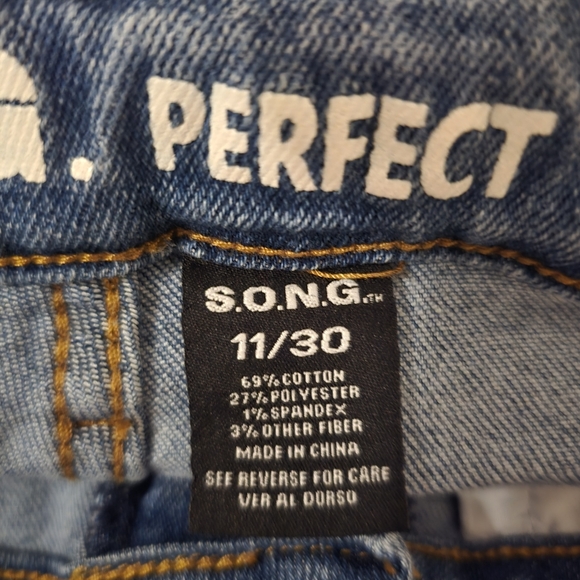 G. PERFECT
S.O.N.G.™
11/30
69% COTTON
27% POLYESTER
1% SPANDEX
3% OTHER FIBER
MADE IN CHINA
SEE REVERSE FOR CARE
VER AL DORSO